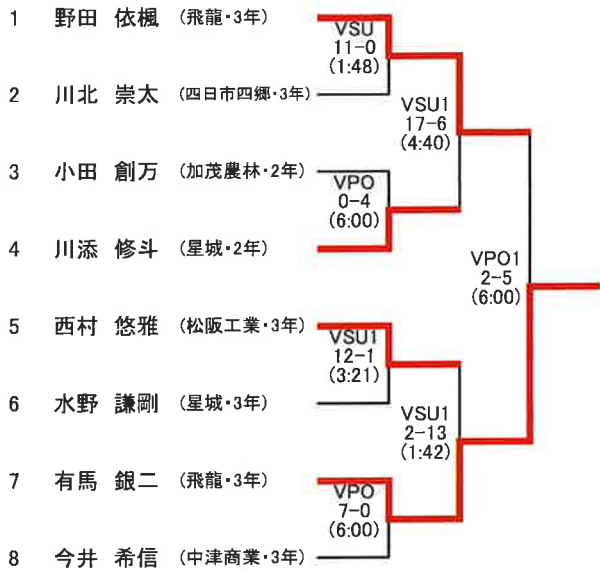 1 野田 依楓 (飛龍・3年)
VSU
11-0
(1:48)
2 川北 崇太 (四日市四郷・3年)
VSU1
17-6
(4:40)
3 小田 創万 (加茂農林・2年)
VPO
0-4
(6:00)
4 川添 修斗 (星城・2年)
VPO1
2-5
(6:00)
5 西村 悠雅 (松阪工業・3年)
VSU1
12-1
(3:21)
6 水野 謙剛 (星城・3年)
VSU1
2-13
(1:42)
7 有馬 銀二 (飛龍・3年)
VPO
7-0
(6:00)
8 今井 希信 (中津商業・3年)